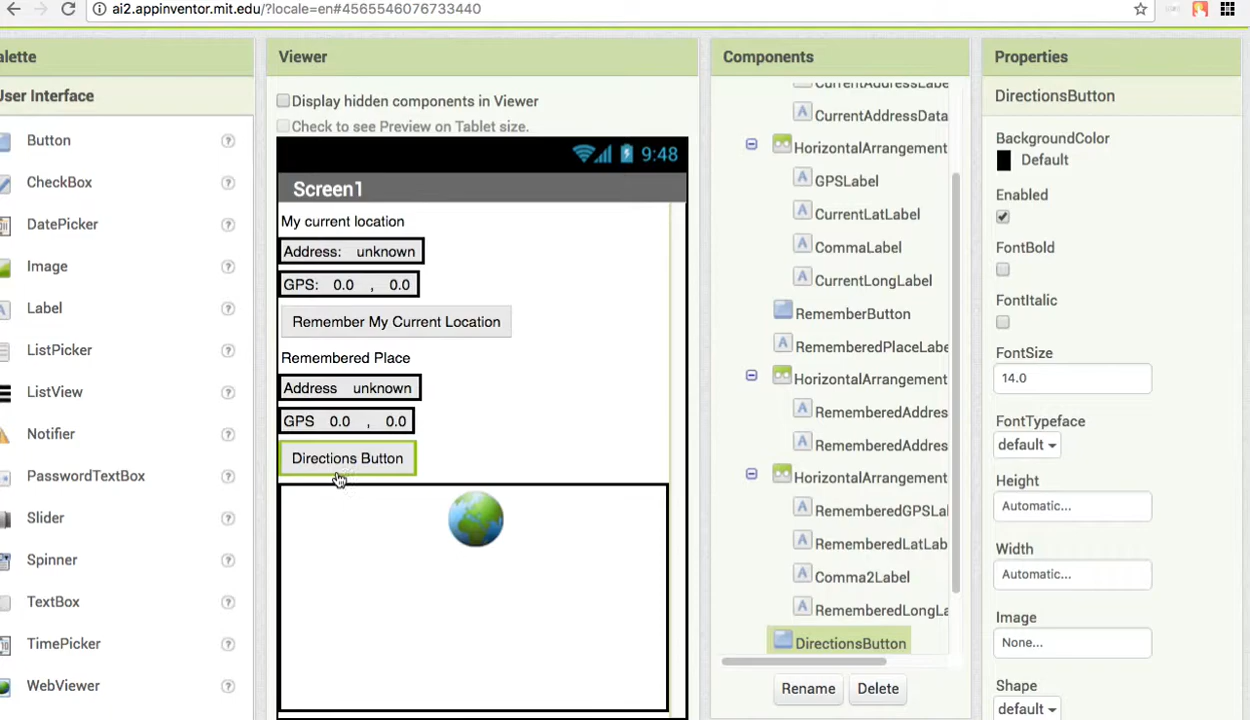 ai2.appinventor.mit.edu/?locale=en#4565546076733440
alette
User Interface
Button ?
CheckBox ?
DatePicker ?
Image ?
Label ?
ListPicker ?
ListView ?
Notifier ?
PasswordTextBox ?
Slider ?
Spinner ?
TextBox ?
TimePicker ?
WebViewer ?
Viewer
Display hidden components in Viewer
Check to see Preview on Tablet size.
9:48
Screen1
My current location
Address: unknown
GPS: 0.0 , 0.0
Remember My Current Location
Remembered Place
Address unknown
GPS 0.0 , 0.0
Directions Button
Components
CurrentAddressLabel
CurrentAddressData
HorizontalArrangement
GPSLabel
CurrentLatLabel
CommaLabel
CurrentLongLabel
RememberButton
RememberedPlaceLabe
HorizontalArrangement
RememberedAddres
RememberedAddres
HorizontalArrangement
RememberedGPSLa
RememberedLatLab
Comma2Label
RememberedLongLa
DirectionsButton
Rename Delete
Properties
DirectionsButton
BackgroundColor
Default
Enabled
FontBold
FontItalic
FontSize
14.0
FontTypeface
default
Height
Automatic...
Width
Automatic...
Image
None...
Shape
default